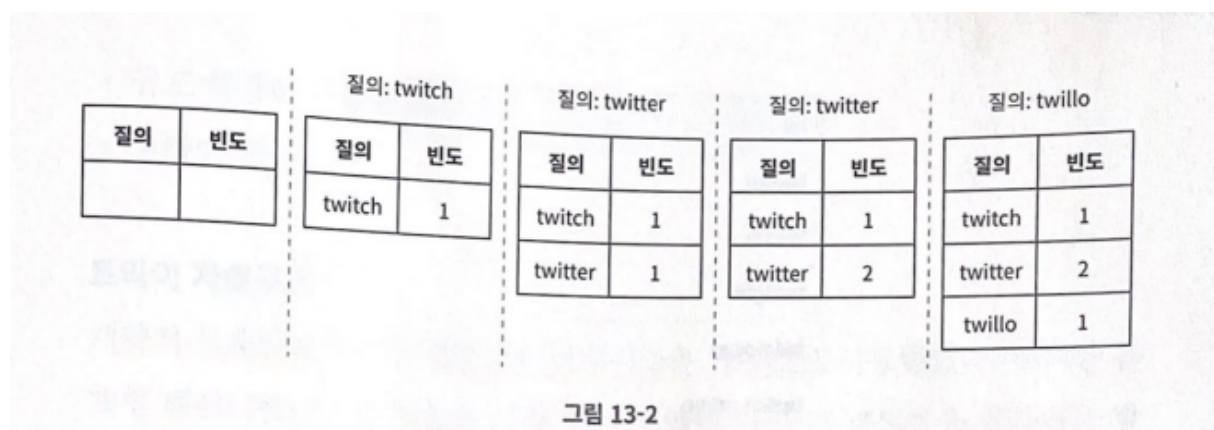 질의 빈도
질의: twitch
질의 빈도
twitch 1
질의: twitter
질의 빈도
twitch 1
twitter 1
질의: twitter
질의 빈도
twitch 1
twitter 2
질의: twillo
질의 빈도
twitch 1
twitter 2
twillo 1
그림 13-2